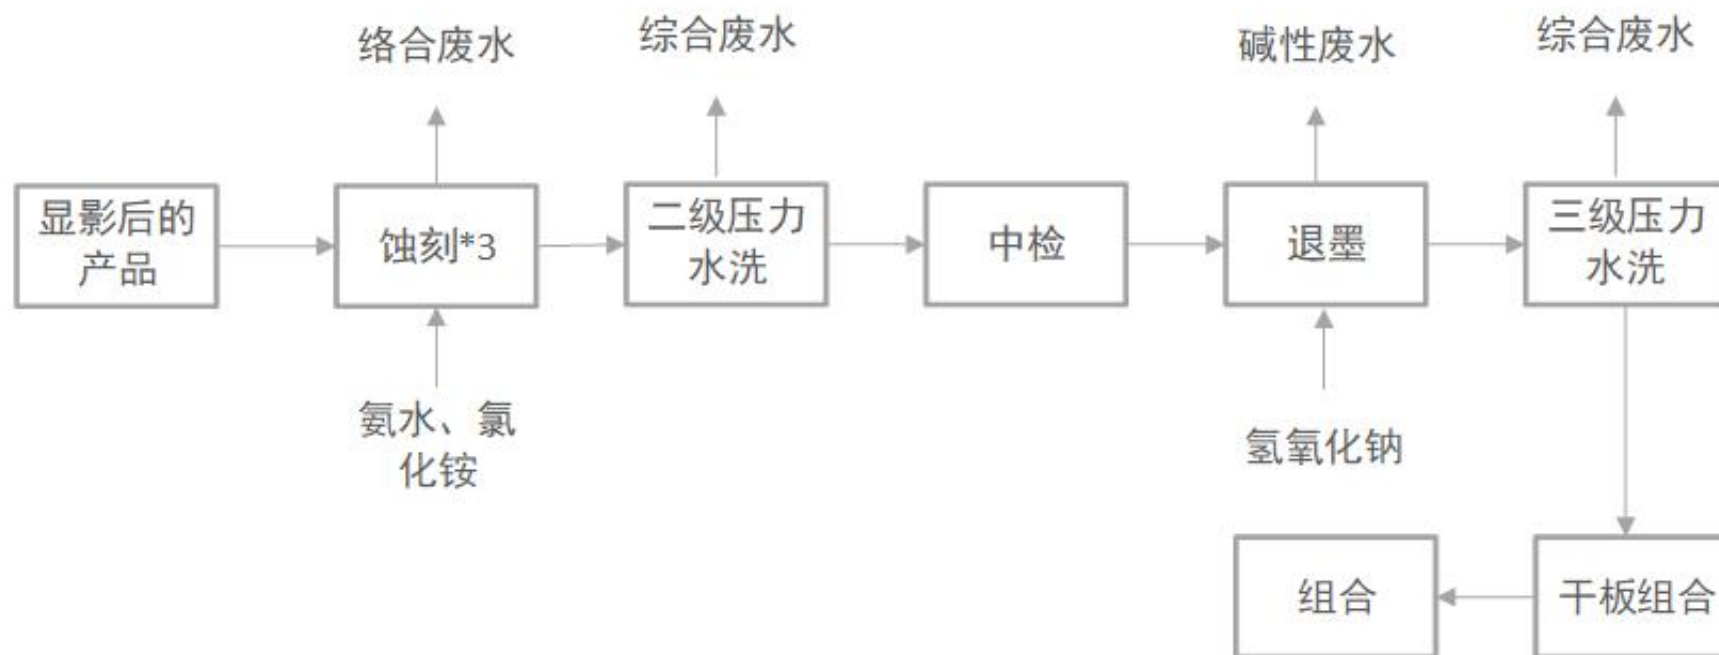 络合废水
综合废水
碱性废水
综合废水
显影后的
产品
蚀刻*3
二级压力
水洗
中检
退墨
三级压力
水洗
氨水、氯
化铵
氢氧化钠
组合
干板组合